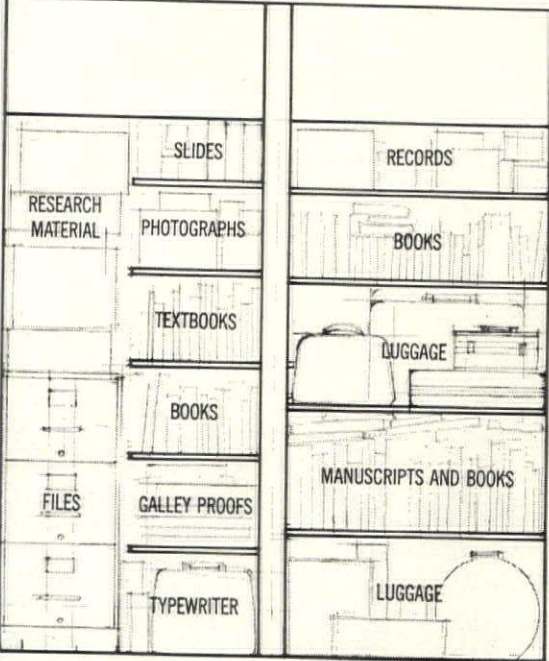 SLIDES
RESEARCH
MATERIAL
PHOTOGRAPHS
TEXTBOOKS
BOOKS
FILES
GALLEY PROOFS
TYPEWRITER
RECORDS
BOOKS
LUGGAGE
MANUSCRIPTS AND BOOKS
LUGGAGE